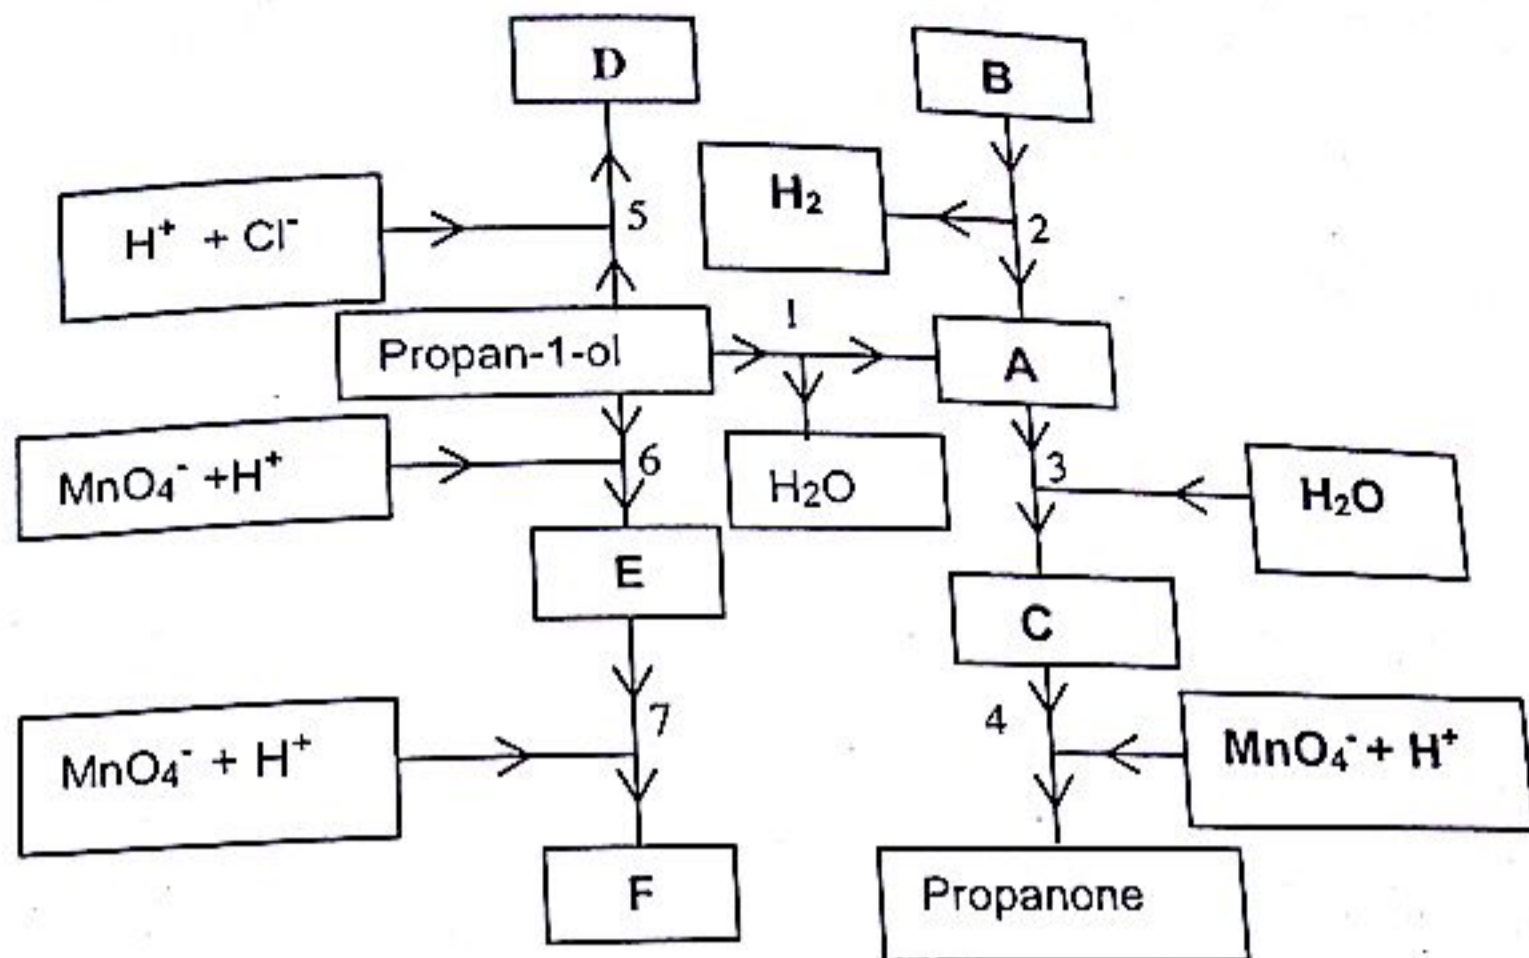 D
B
H₂
H⁺ + Cl⁻
5
2
1
Propan-1-ol
A
MnO₄⁻ +H⁺
6
H₂O
3
H₂O
E
C
7
4
MnO₄⁻ + H⁺
MnO₄⁻ + H⁺
F
Propanone